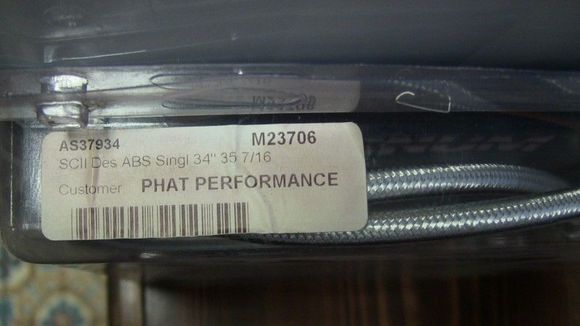 AS37934 M23706
SCII Des ABS Singl 34" 35 7/16
Customer PHAT PERFORMANCE